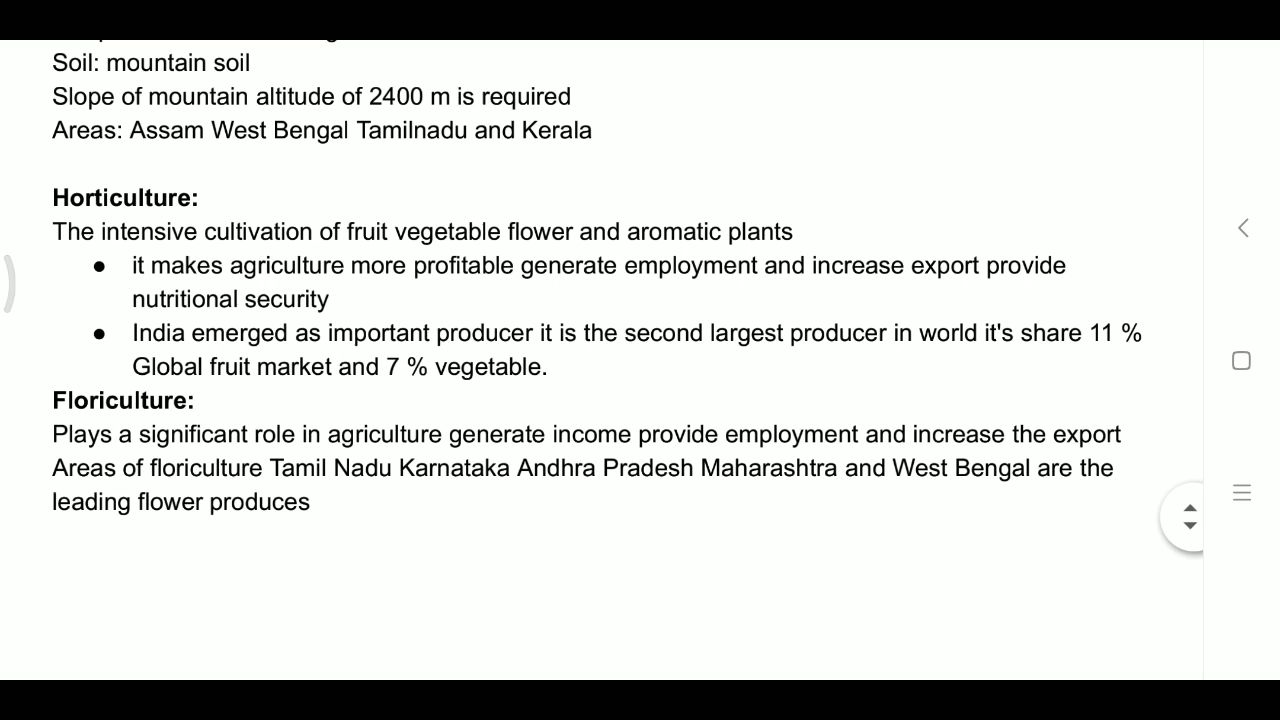 Soil: mountain soil
Slope of mountain altitude of 2400 m is required
Areas: Assam West Bengal Tamilnadu and Kerala
Horticulture:
The intensive cultivation of fruit vegetable flower and aromatic plants
● it makes agriculture more profitable generate employment and increase export provide
nutritional security
● India emerged as important producer it is the second largest producer in world it's share 11 %
Global fruit market and 7 % vegetable.
Floriculture:
Plays a significant role in agriculture generate income provide employment and increase the export
Areas of floriculture Tamil Nadu Karnataka Andhra Pradesh Maharashtra and West Bengal are the
leading flower produces